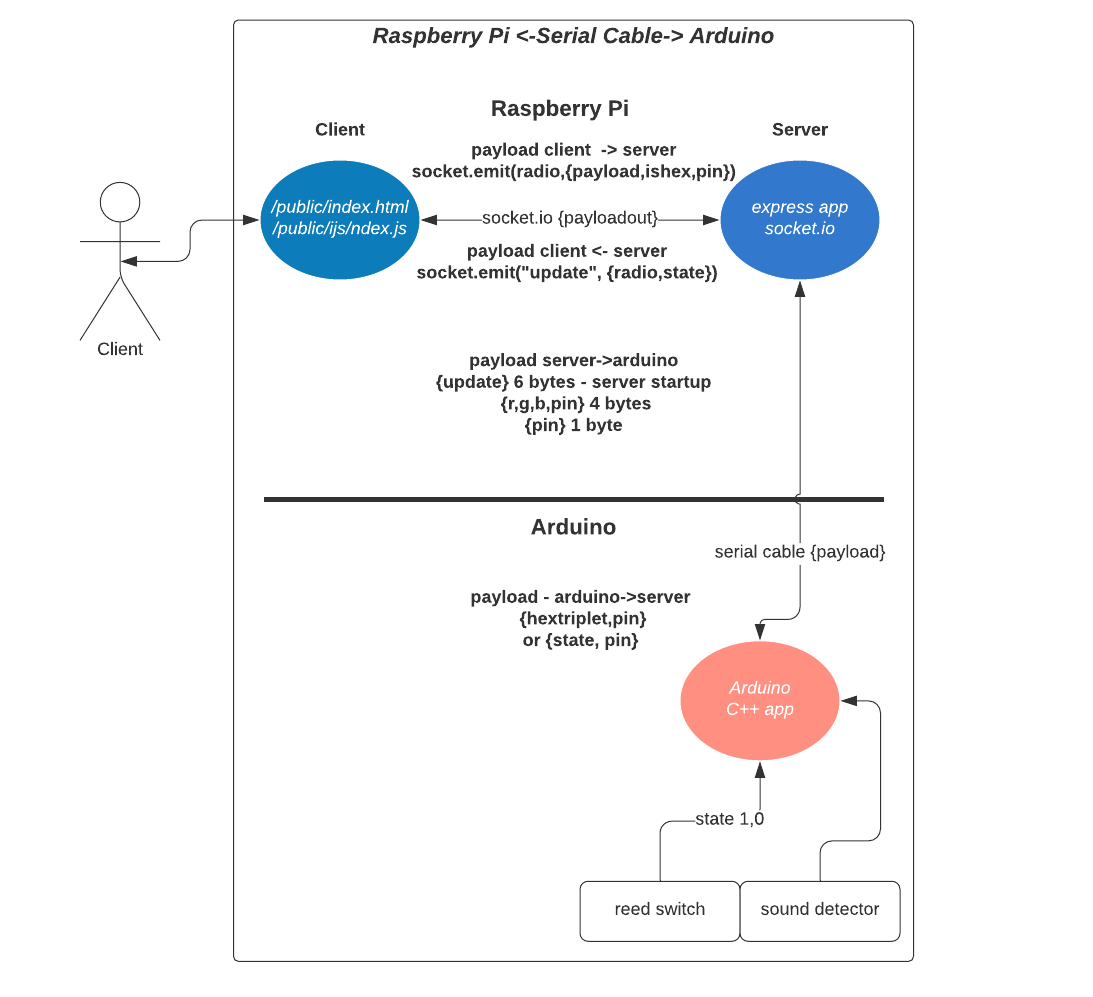 Raspberry Pi <-Serial Cable-> Arduino
Raspberry Pi
Client
Server
payload client  -> server
socket.emit(radio,{payload,ishex,pin})
/public/index.html
/public/ijs/ndex.js
socket.io {payloadout}
express app
socket.io
payload client <- server
socket.emit("update", {radio,state})
Client
payload server->arduino
{update} 6 bytes - server startup
{r,g,b,pin} 4 bytes
{pin} 1 byte
Arduino
serial cable {payload}
payload - arduino->server
{hextriplet,pin}
or {state, pin}
Arduino
C++ app
state 1,0
reed switch
sound detector